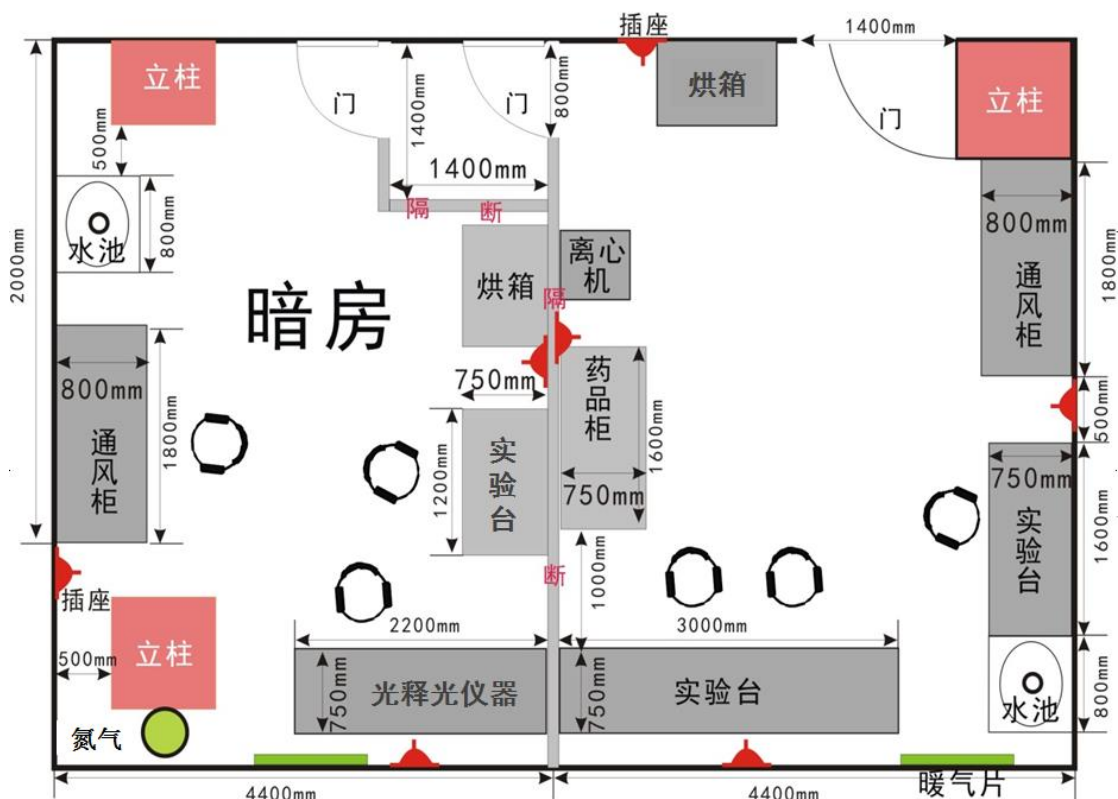 插座
1400mm
立柱
门
门
800mm
1400mm
烘箱
门
立柱
500mm
1400mm
隔 断
水池
800mm
2000mm
离心机
800mm
通风柜
1800mm
暗房
烘箱
隔
750mm
药品柜
1600mm
750mm
500mm
800mm
通风柜
1800mm
1200mm
实验台
750mm
实验台
1600mm
断
1000mm
插座
立柱
500mm
2200mm
3000mm
750mm
光释光仪器
750mm
实验台
水池
800mm
氮气
暖气片
4400mm
4400mm